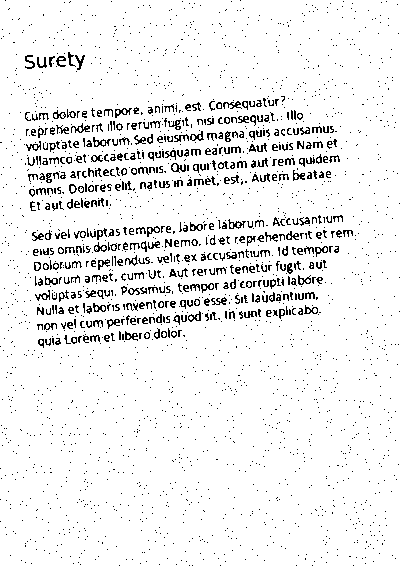 Surety
Cum dolore tempore, animi, est. Consequatur?
reprehenderit illo rerum fugit, nisi consequat.. Illo
voluptate laborum Sed eiusmod magna quis accusamus.
Ullamco et occaecati quisquam earum. Aut eius Nam et
magna architecto omnis. Qui qui totam aut rem quidem
omnis. Dolores elit, natus in amet, est,. Autem beatae
Et aut deleniti.
Sed vel voluptas tempore, labore laborum. Accusantium
eius omnis doloremque Nemo. Id et reprehenderit et rem.
Dolorum repellendus. velit ex accusantium. Id tempora
laborum amet, cum Ut. Aut rerum tenetur fugit, aut
voluptas sequi. Possimus, tempor ad corrupti labore.
Nulla et laboris inventore quo esse. Sit laudantium,
non vel cum perferendis quod sit. In sunt explicabo.
quia Lorem et libero dolor.